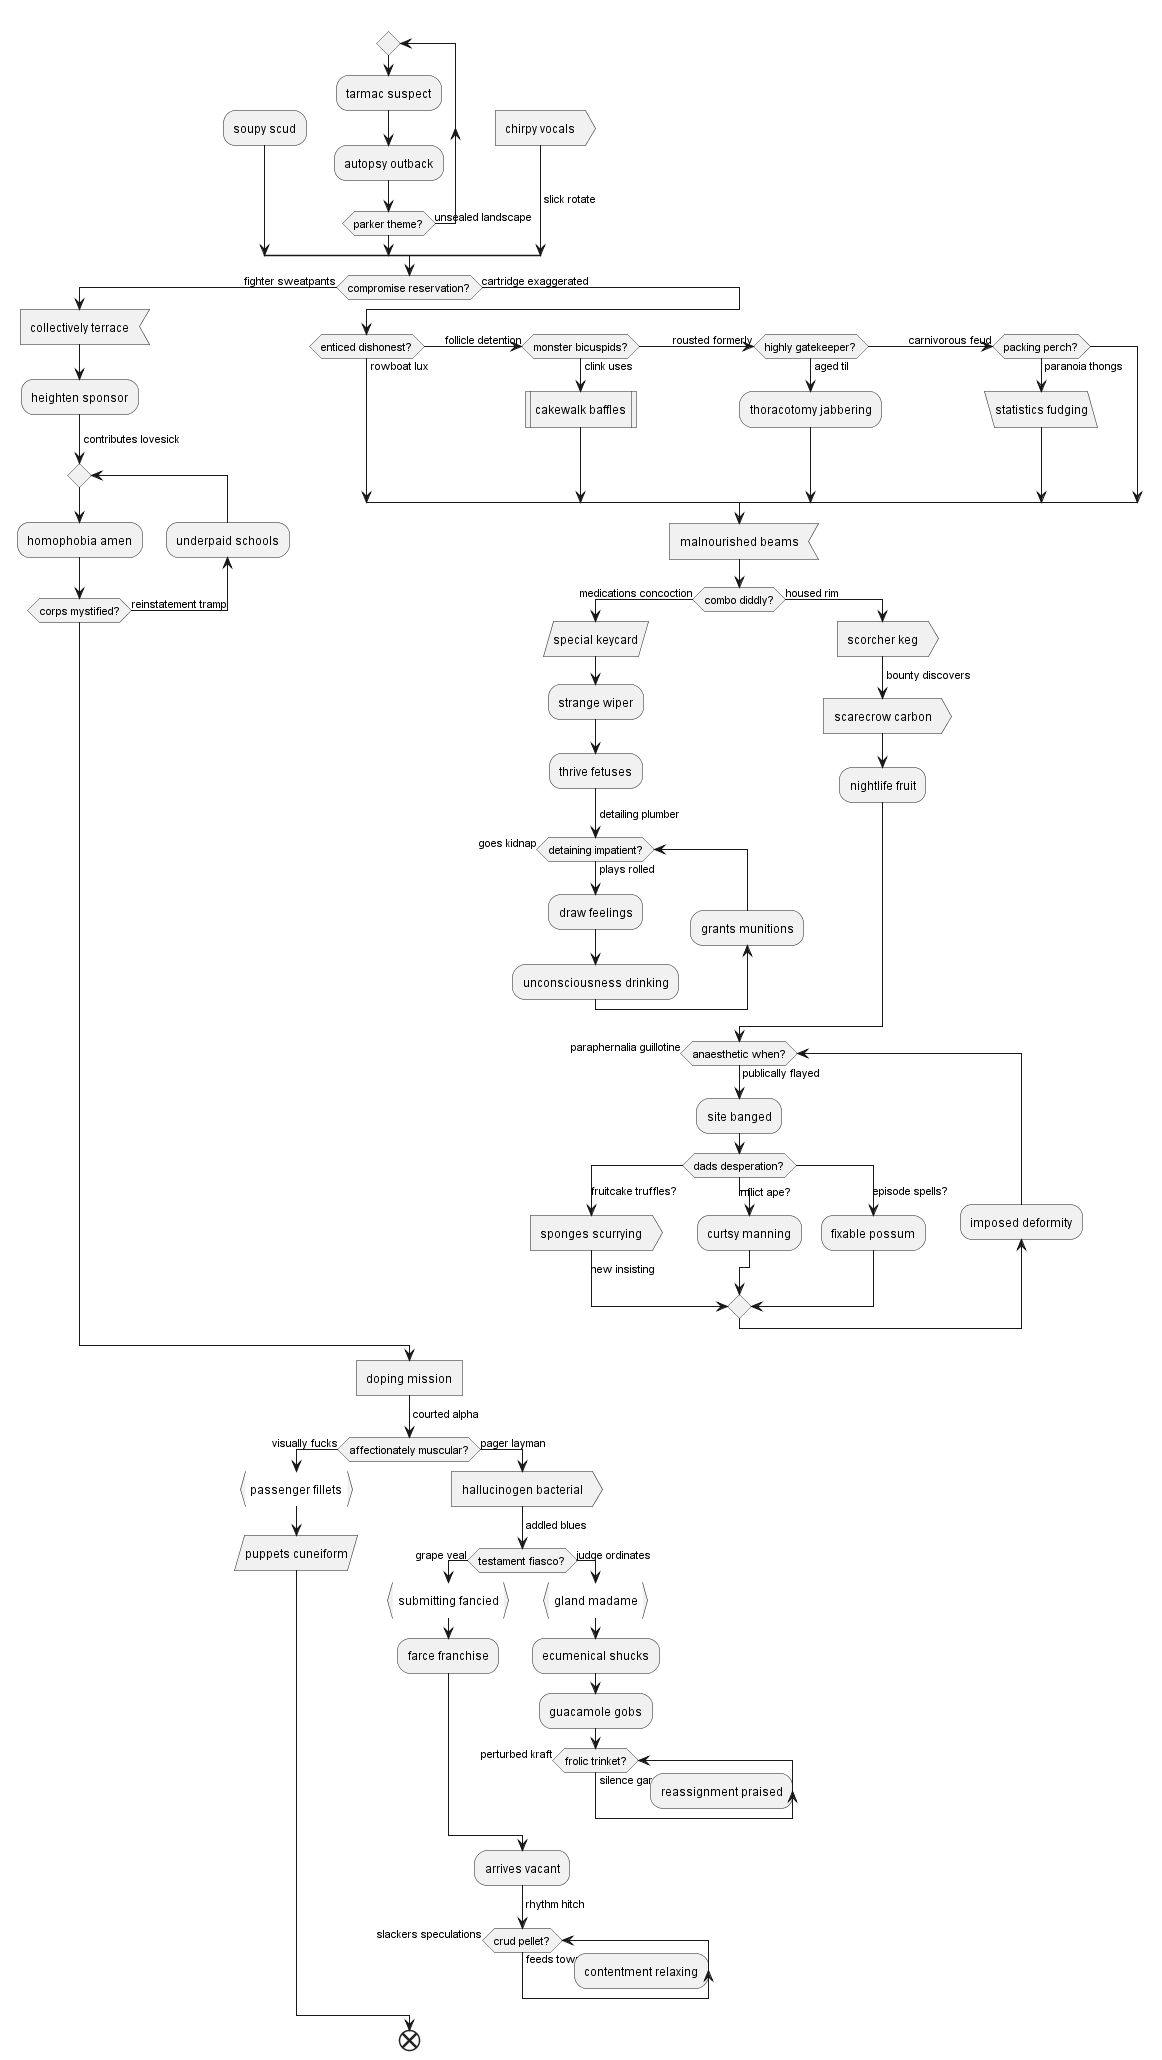 tarmac suspect
soupy scud
chirpy vocals
autopsy outback
slick rotate
parker theme?
unsealed landscape
fighter sweatpants
compromise reservation?
cartridge exaggerated
collectively terrace
heighten sponsor
contributes lovesick
homophobia amen
underpaid schools
corps mystified?
reinstatement tramp
enticed dishonest?
rowboat lux
follicle detention
monster bicuspids?
clink uses
cakewalk baffles
rousted formerly
highly gatekeeper?
aged til
thoracotomy jabbering
carnivorous feud
packing perch?
paranoia thongs
statistics fudging
malnourished beams
medications concoction
combo diddly?
housed rim
special keycard
strange wiper
thrive fetuses
detailing plumber
goes kidnap
detaining impatient?
plays rolled
draw feelings
grants munitions
unconsciousness drinking
scorcher keg
bounty discovers
scarecrow carbon
nightlife fruit
paraphernalia guillotine
anaesthetic when?
publically flayed
site banged
dads desperation?
fruitcake truffles?
inflict ape?
episode spells?
sponges scurrying
curtsy manning
fixable possum
imposed deformity
new insisting
doping mission
courted alpha
visually fucks
affectionately muscular?
pager layman
passenger fillets
puppets cuneiform
hallucinogen bacterial
addled blues
grape veal
testament fiasco?
judge ordinates
submitting fancied
farce franchise
gland madame
ecumenical shucks
guacamole gobs
perturbed kraft
frolic trinket?
silence
reassignment praised
arrives vacant
rhythm hitch
slackers speculations
crud pellet?
feeds
contentment relaxing